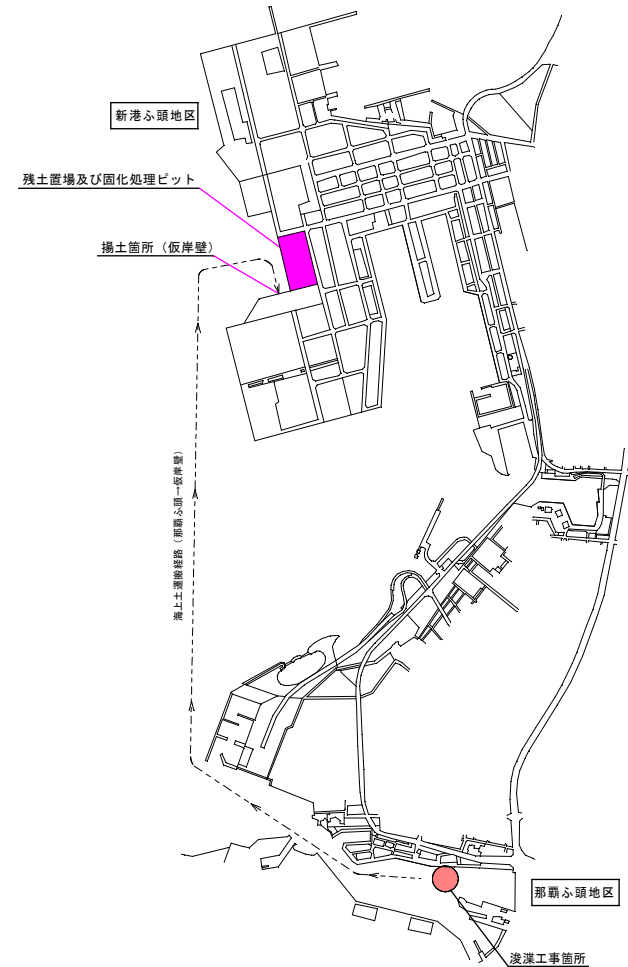 新港ふ頭地区
残土置場及び固化処理ピット
揚土箇所（仮岸壁）
海上土運搬経路（那覇ふ頭→仮岸壁）
那覇ふ頭地区
浚渫工事箇所